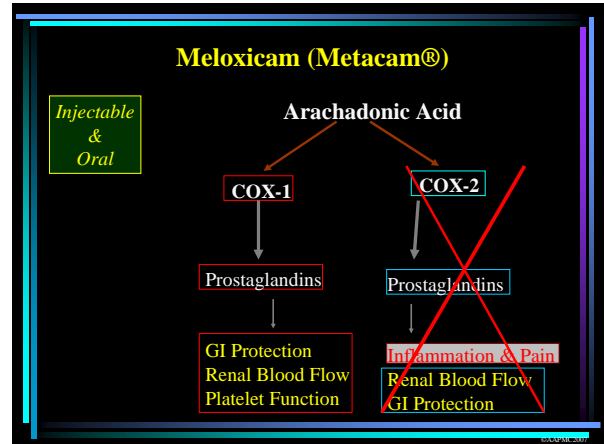 Meloxicam (Metacam®)
Injectable
&
Oral
Arachadonic Acid
COX-1
COX-2
Prostaglandins
Prostaglandins
GI Protection
Renal Blood Flow
Platelet Function
Inflammation & Pain
Renal Blood Flow
GI Protection
©AAPMC2007